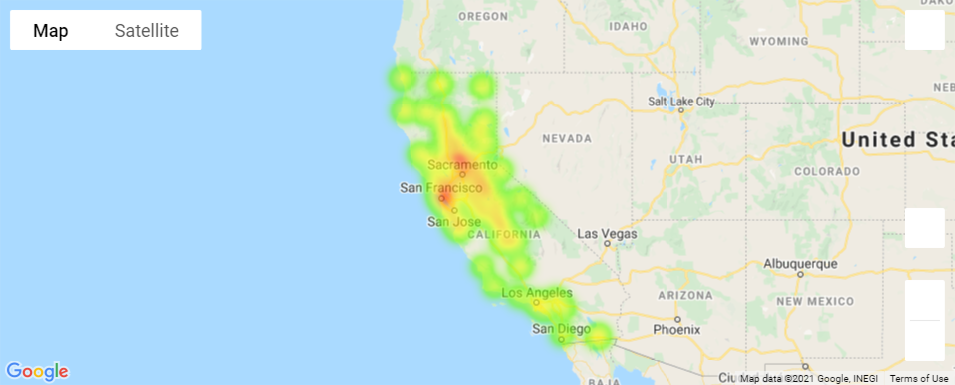 OREGON
DAKO
Map
Satellite
IDAHO
WYOMING
NEB
Salt Lake City
NEVADA
United Sta
Sacramento
UTAH
COLORADO
San Francisco
San Jose
CALIFORNIA
Las Vegas
Albuquerque
Los Angeles
ARIZONA
NEW MEXICO
San Diego
Phoenix
Google
BAJA
Ciu
Map data ©2021 Google, INEGI
Terms of Use